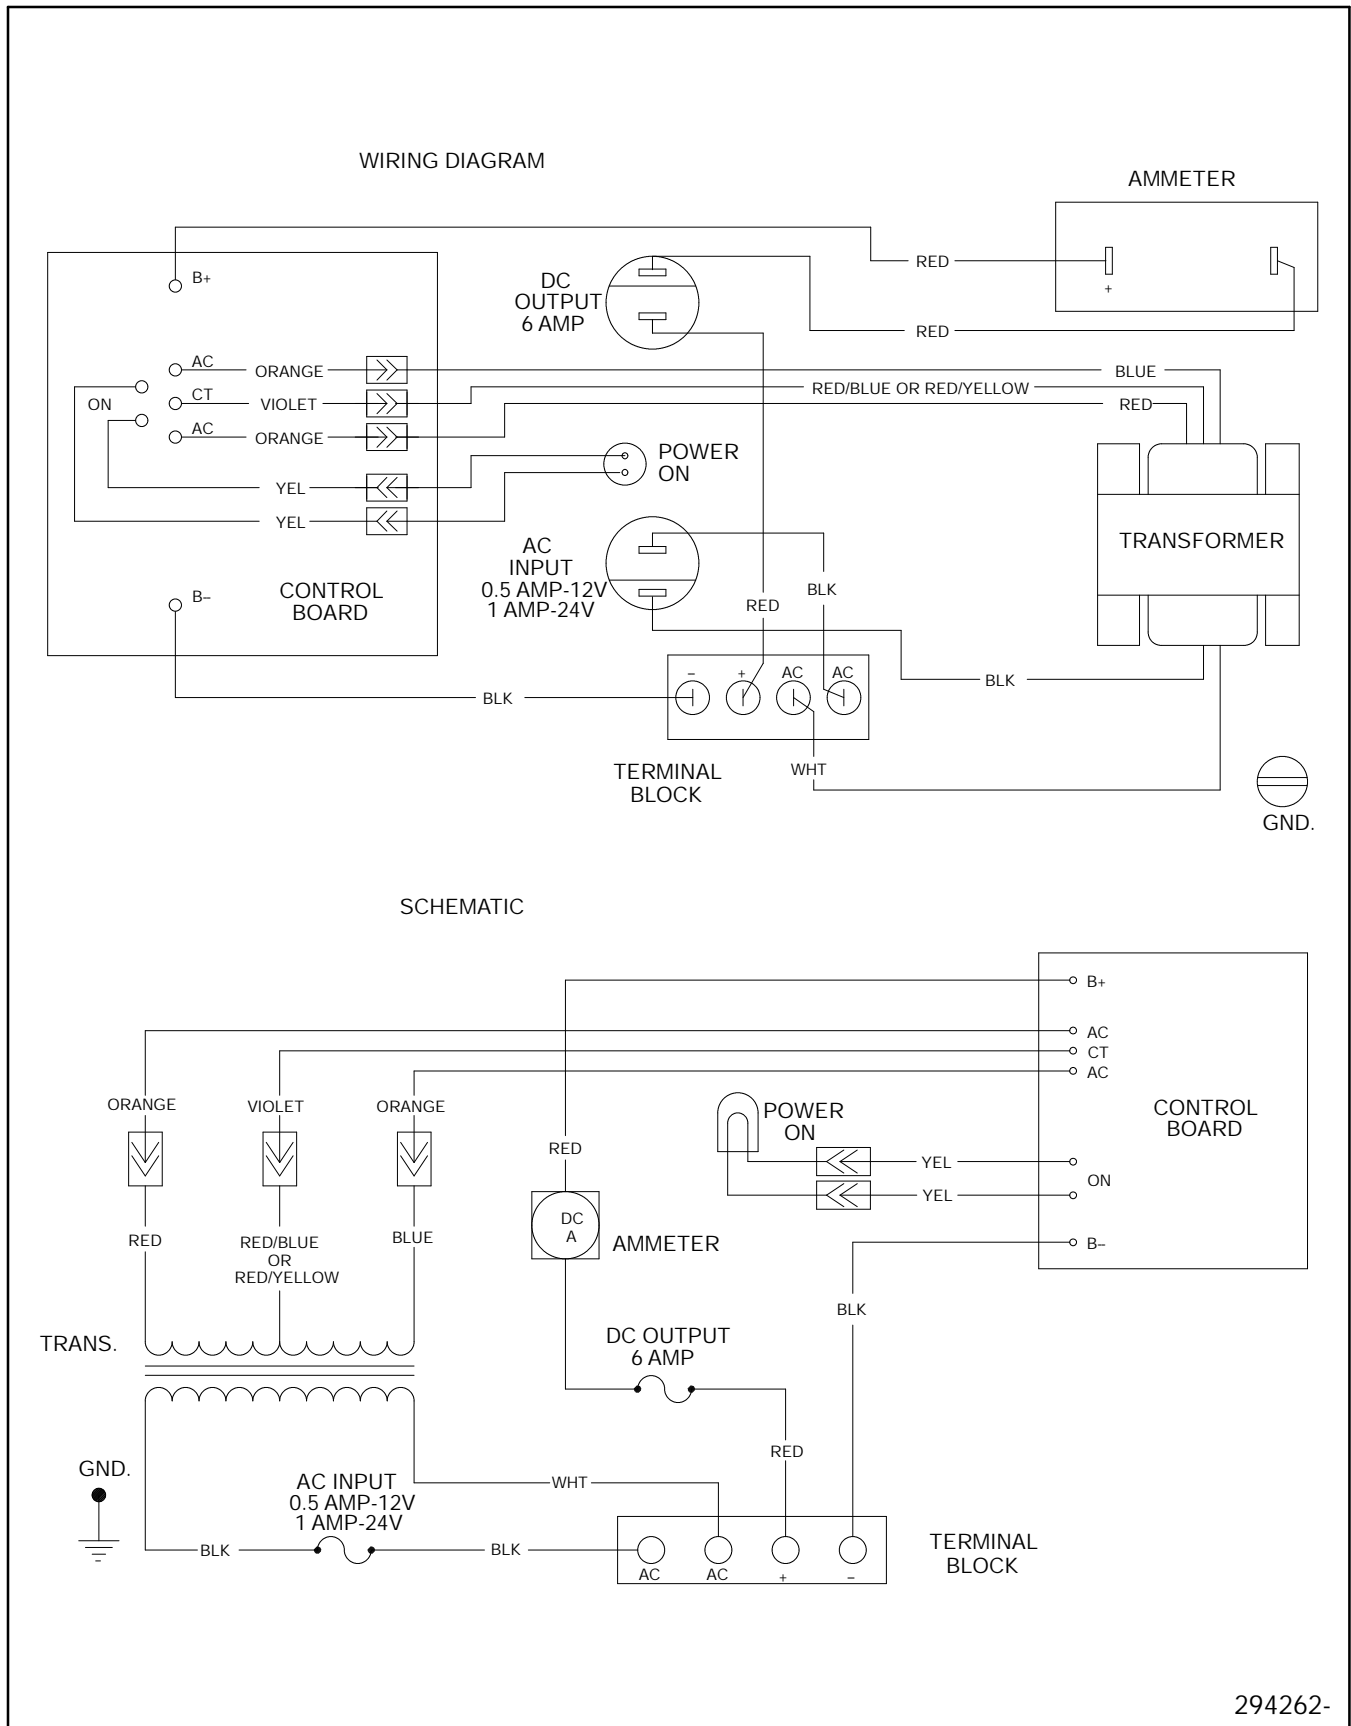 WIRING DIAGRAM
AMMETER
B+
RED
+
DC
OUTPUT
6 AMP
RED
AC
ORANGE
BLUE
CT
VIOLET
RED/BLUE OR RED/YELLOW
ON
RED
AC
ORANGE
POWER
ON
YEL
YEL
TRANSFORMER
AC
INPUT
0.5 AMP-12V
1 AMP-24V
BLK
RED
B–
CONTROL
BOARD
–
+
AC
AC
BLK
BLK
TERMINAL
BLOCK
WHT
GND.
SCHEMATIC
B+
AC
CT
AC
ORANGE
VIOLET
ORANGE
POWER
ON
CONTROL
BOARD
RED
YEL
ON
YEL
DC
A
AMMETER
RED
RED/BLUE
OR
RED/YELLOW
BLUE
B–
BLK
TRANS.
DC OUTPUT
6 AMP
RED
GND.
AC INPUT
0.5 AMP-12V
1 AMP-24V
WHT
BLK
BLK
AC
AC
+
–
TERMINAL
BLOCK
294262-